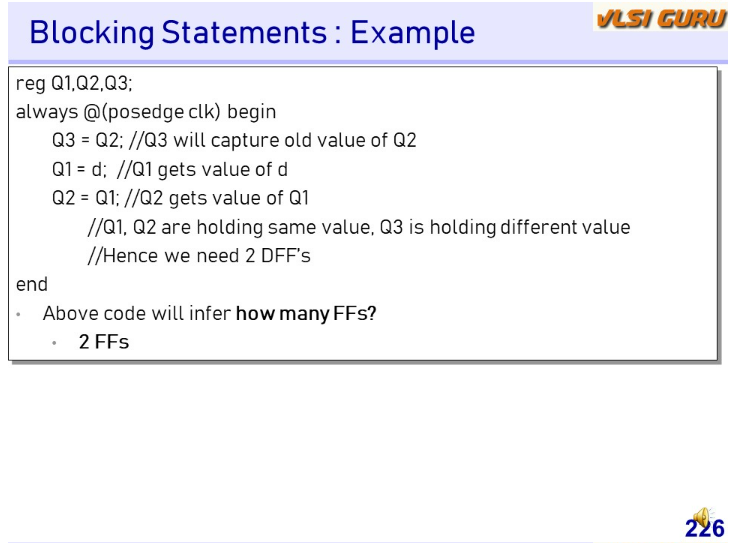 Blocking Statements : Example
VLSI GURU
reg Q1,Q2,Q3;
always @(posedge clk) begin
Q3 = Q2; //Q3 will capture old value of Q2
Q1 = d; //Q1 gets value of d
Q2 = Q1; //Q2 gets value of Q1
//Q1, Q2 are holding same value, Q3 is holding different value
//Hence we need 2 DFF's
end
• Above code will infer how many FFs?
• 2 FFs
226